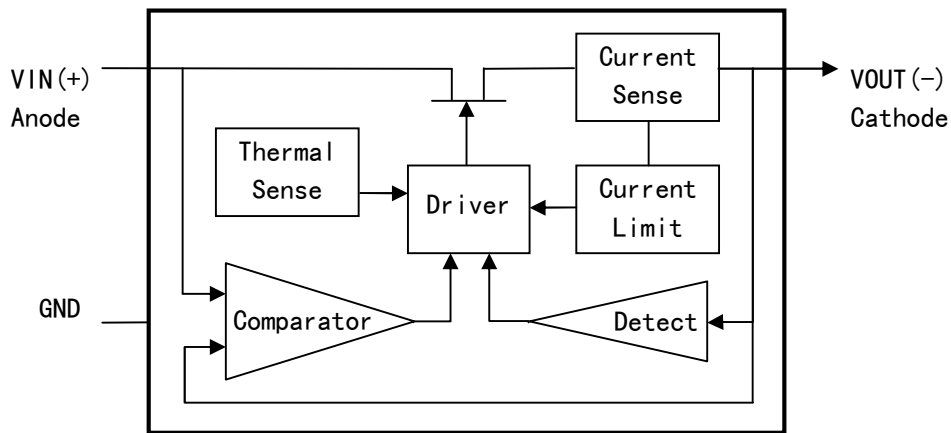 VIN(+)
Anode
Current
Sense
VOUT(−)
Cathode
Thermal
Sense
Driver
Current
Limit
GND
Comparator
Detect